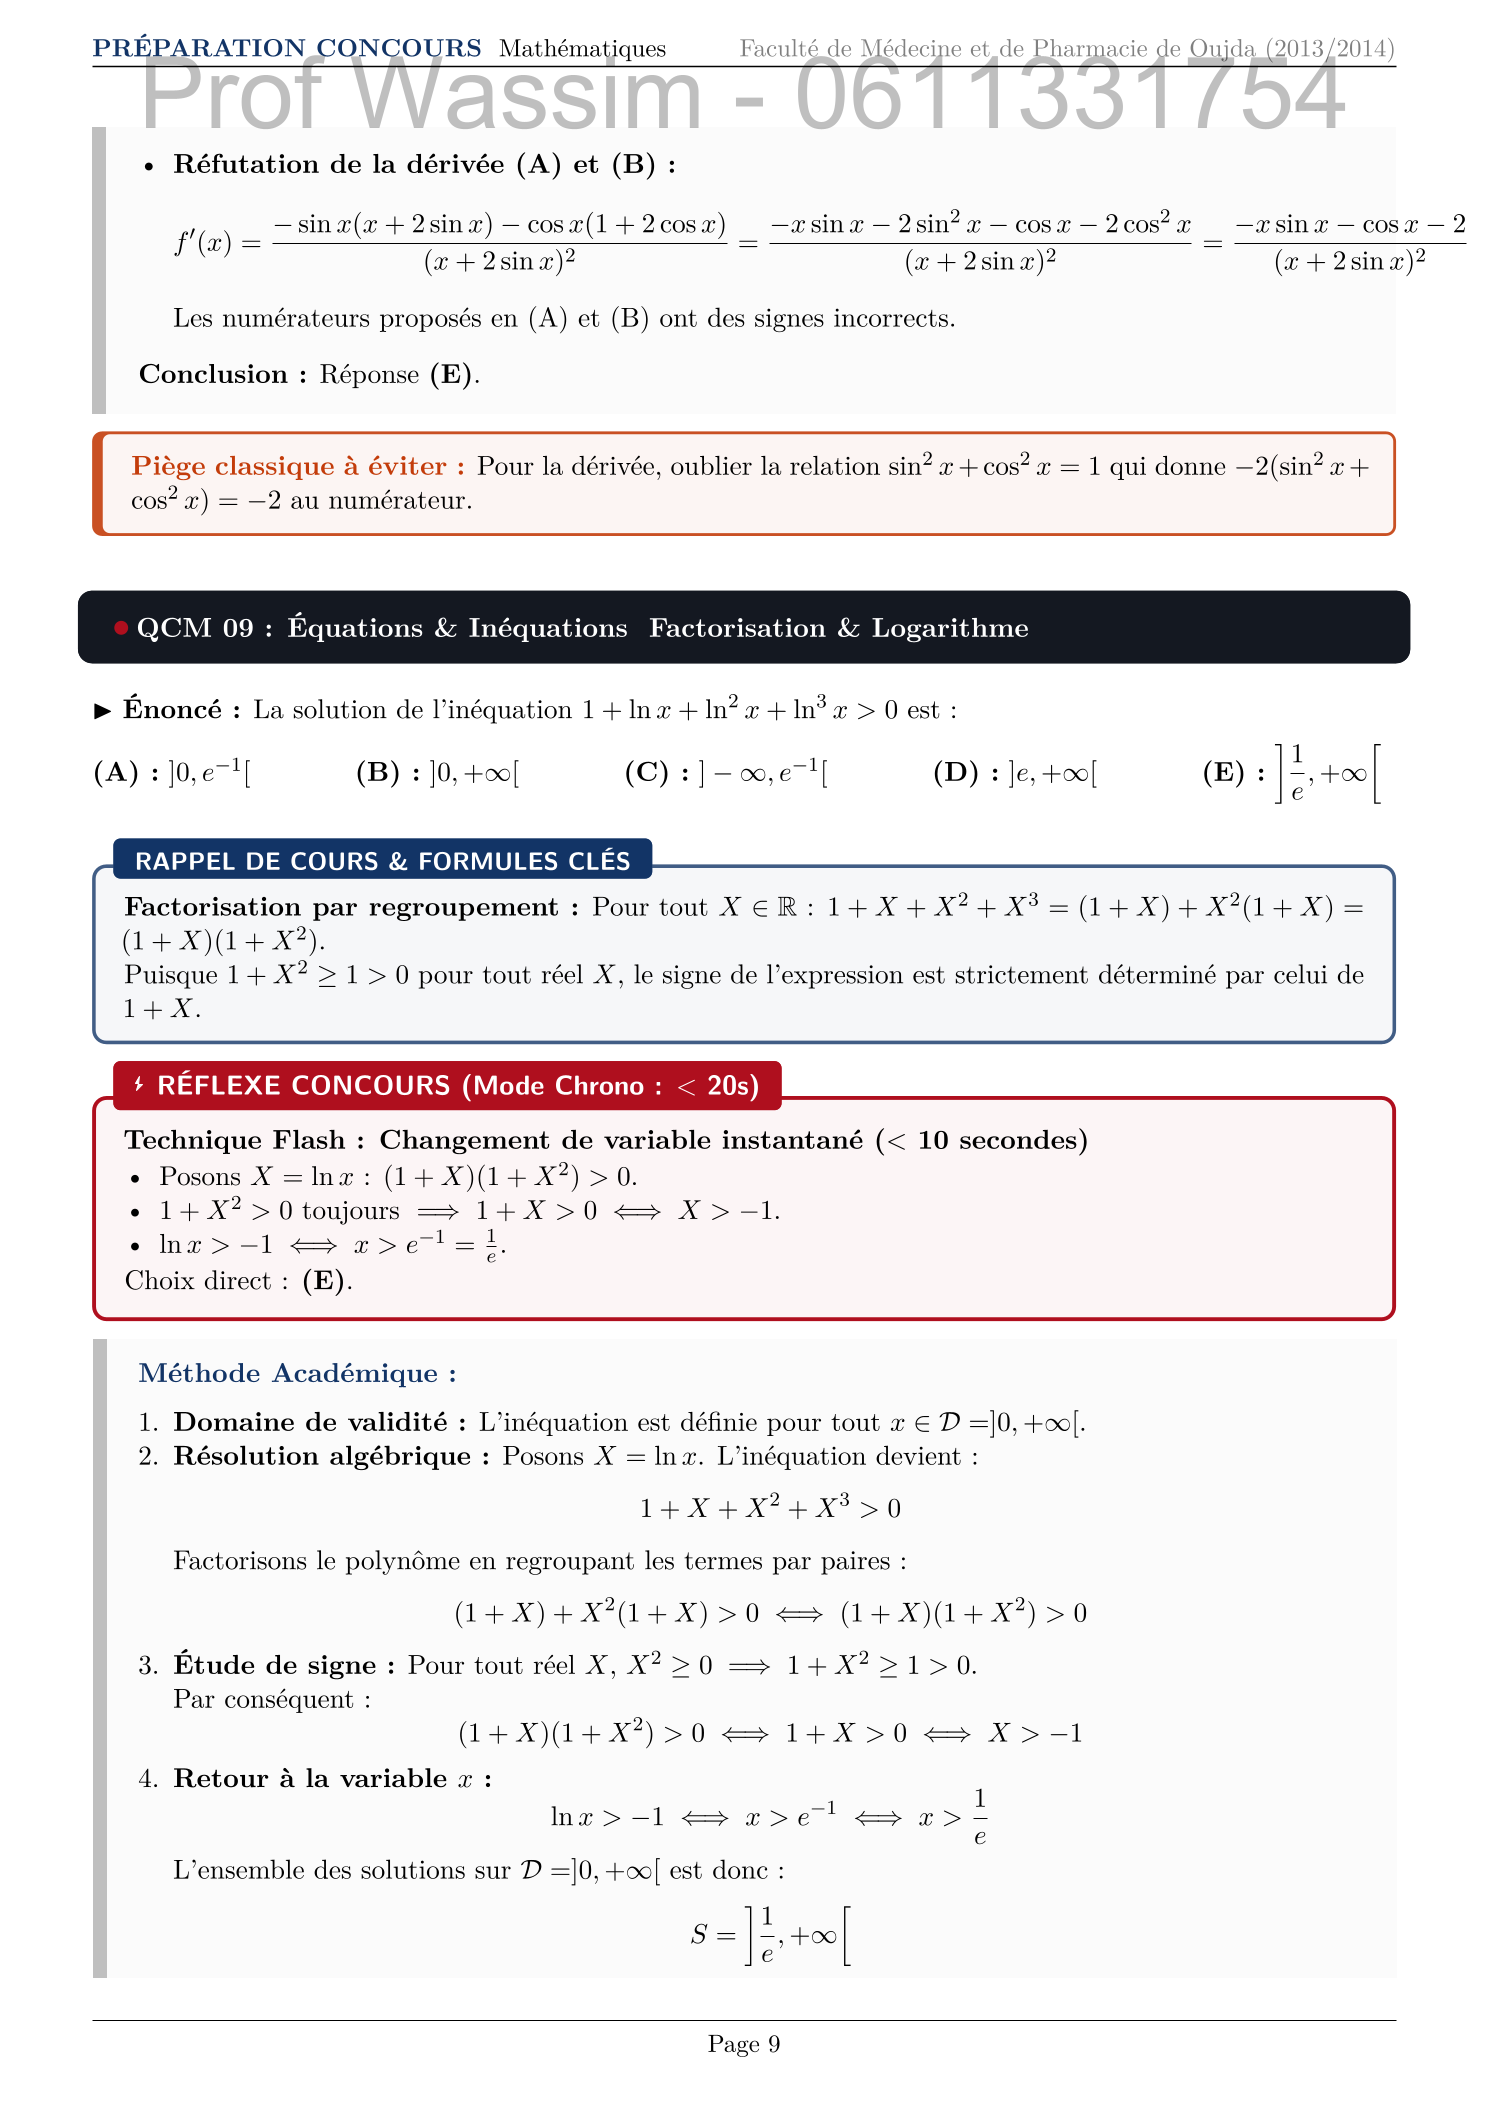 PRÉPARATION CONCOURS Mathématiques Faculté de Médecine et de Pharmacie de Oujda (2013/2014)
Prof Wassim - 0611331754
• Réfutation de la dérivée (A) et (B) :
f′(x) = \frac{− sin x(x + 2 sin x) − cos x(1 + 2 cos x)}{(x + 2 sin x)²} = \frac{−x sin x − 2 sin² x − cos x − 2 cos² x}{(x + 2 sin x)²} = \frac{−x sin x − cos x − 2}{(x + 2 sin x)²}
Les numérateurs proposés en (A) et (B) ont des signes incorrects.
Conclusion : Réponse (E).
Piège classique à éviter : Pour la dérivée, oublier la relation sin² x + cos² x = 1 qui donne −2(sin² x +
cos² x) = −2 au numérateur.
• QCM 09 : Équations & Inéquations Factorisation & Logarithme
▶ Énoncé : La solution de l'inéquation 1 + ln x + ln² x + ln³ x > 0 est :
(A) : ]0, e⁻¹[ (B) : ]0, +∞[ (C) : ] − ∞, e⁻¹[ (D) : ]e, +∞[ (E) : ]\frac{1}{e}, +∞[
RAPPEL DE COURS & FORMULES CLÉS
Factorisation par regroupement : Pour tout X ∈ ℝ : 1 + X + X² + X³ = (1 + X) + X²(1 + X) =
(1 + X)(1 + X²).
Puisque 1 + X² ≥ 1 > 0 pour tout réel X, le signe de l'expression est strictement déterminé par celui de
1 + X.
⚡ RÉFLEXE CONCOURS (Mode Chrono : < 20s)
Technique Flash : Changement de variable instantané (< 10 secondes)
• Posons X = ln x : (1 + X)(1 + X²) > 0.
• 1 + X² > 0 toujours ⟹ 1 + X > 0 ⟺ X > −1.
• ln x > −1 ⟺ x > e⁻¹ = \frac{1}{e}.
Choix direct : (E).
Méthode Académique :
1. Domaine de validité : L'inéquation est définie pour tout x ∈ 𝒟 =]0, +∞[.
2. Résolution algébrique : Posons X = ln x. L'inéquation devient :
1 + X + X² + X³ > 0
Factorisons le polynôme en regroupant les termes par paires :
(1 + X) + X²(1 + X) > 0 ⟺ (1 + X)(1 + X²) > 0
3. Étude de signe : Pour tout réel X, X² ≥ 0 ⟹ 1 + X² ≥ 1 > 0.
Par conséquent :
(1 + X)(1 + X²) > 0 ⟺ 1 + X > 0 ⟺ X > −1
4. Retour à la variable x :
ln x > −1 ⟺ x > e⁻¹ ⟺ x > \frac{1}{e}
L'ensemble des solutions sur 𝒟 =]0, +∞[ est donc :
S = ]\frac{1}{e}, +∞[
Page 9